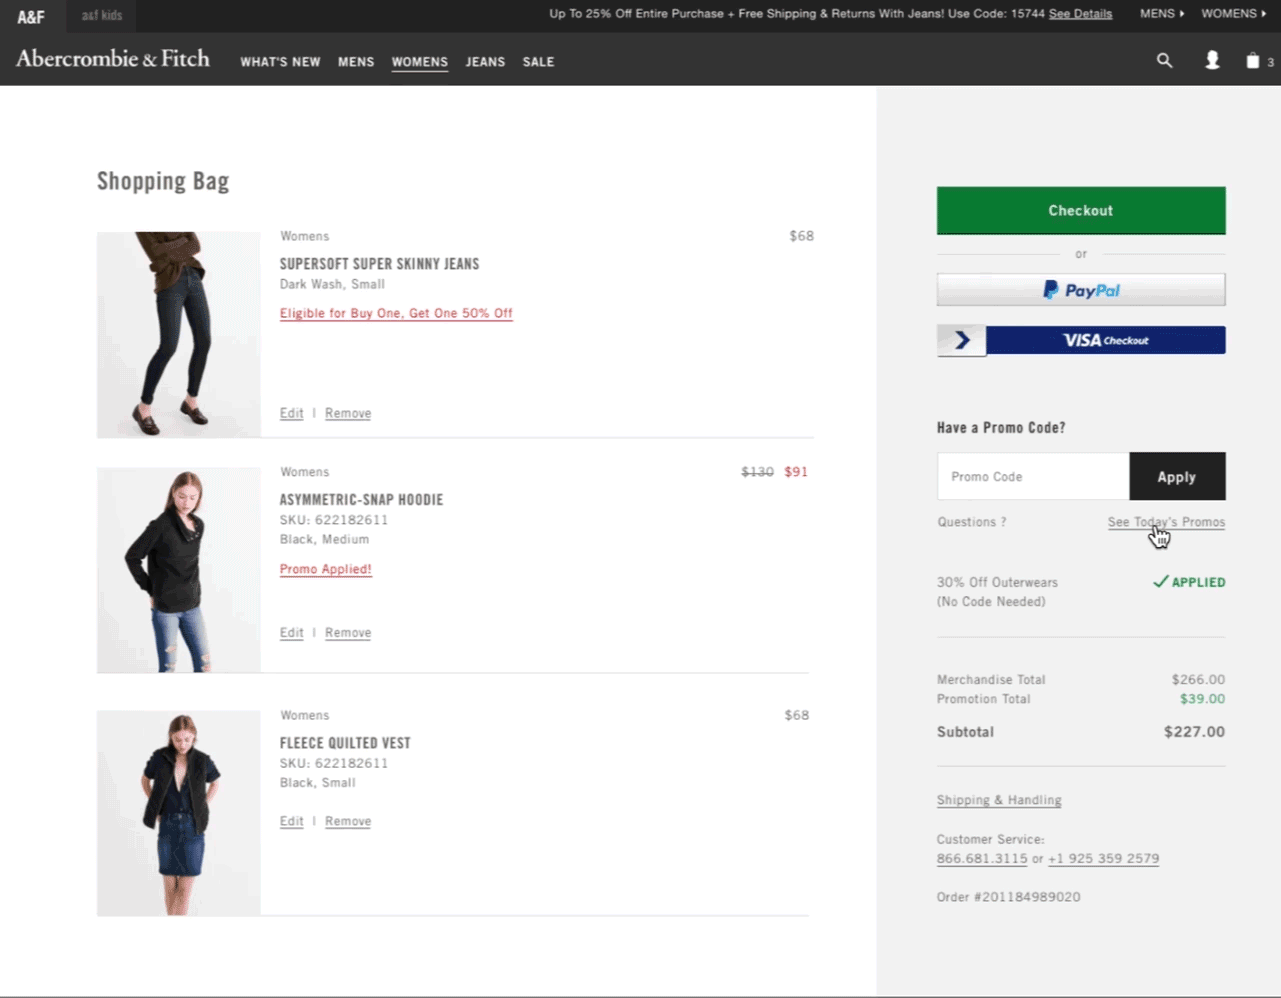 A&F a&f kids Up To 25% Off Entire Purchase + Free Shipping & Returns With Jeans! Use Code: 15744 See Details MENS WOMENS
Abercrombie & Fitch WHAT'S NEW MENS WOMENS JEANS SALE 3
Shopping Bag
Womens $68
SUPERSOFT SUPER SKINNY JEANS
Dark Wash, Small
Eligible for Buy One, Get One 50% Off
Edit | Remove
Womens $130 $91
ASYMMETRIC-SNAP HOODIE
SKU: 622182611
Black, Medium
Promo Applied!
Edit | Remove
Womens $68
FLEECE QUILTED VEST
SKU: 622182611
Black, Small
Edit | Remove
Checkout
or
PayPal
VISA Checkout
Have a Promo Code?
Promo Code Apply
Questions ? See Today's Promos
30% Off Outerwears APPLIED
(No Code Needed)
Merchandise Total $266.00
Promotion Total $39.00
Subtotal $227.00
Shipping & Handling
Customer Service:
866.681.3115 or +1 925 359 2579
Order #201184989020